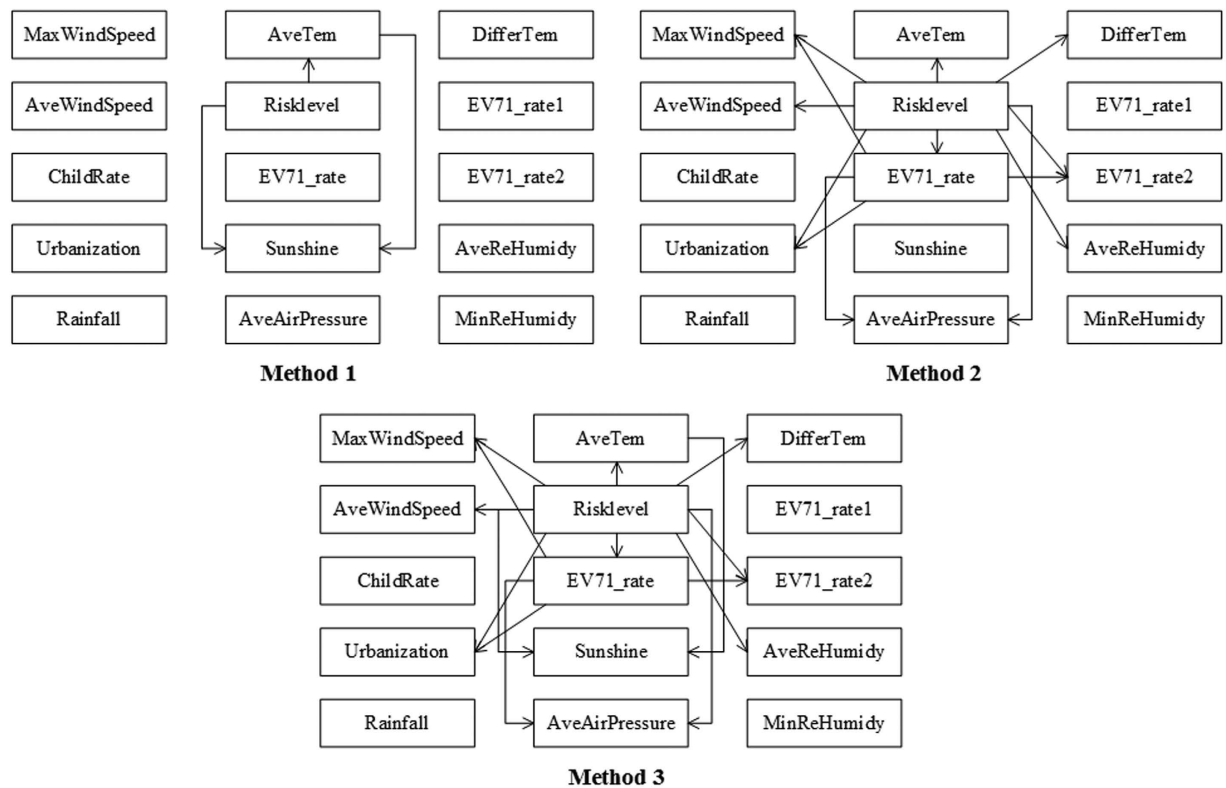 MaxWindSpeed AveTem DifferTem
AveWindSpeed Risklevel EV71_rate1
ChildRate EV71_rate EV71_rate2
Urbanization Sunshine AveReHumidy
Rainfall AveAirPressure MinReHumidy
Method 1
MaxWindSpeed AveTem DifferTem
AveWindSpeed Risklevel EV71_rate1
ChildRate EV71_rate EV71_rate2
Urbanization Sunshine AveReHumidy
Rainfall AveAirPressure MinReHumidy
Method 2
MaxWindSpeed AveTem DifferTem
AveWindSpeed Risklevel EV71_rate1
ChildRate EV71_rate EV71_rate2
Urbanization Sunshine AveReHumidy
Rainfall AveAirPressure MinReHumidy
Method 3